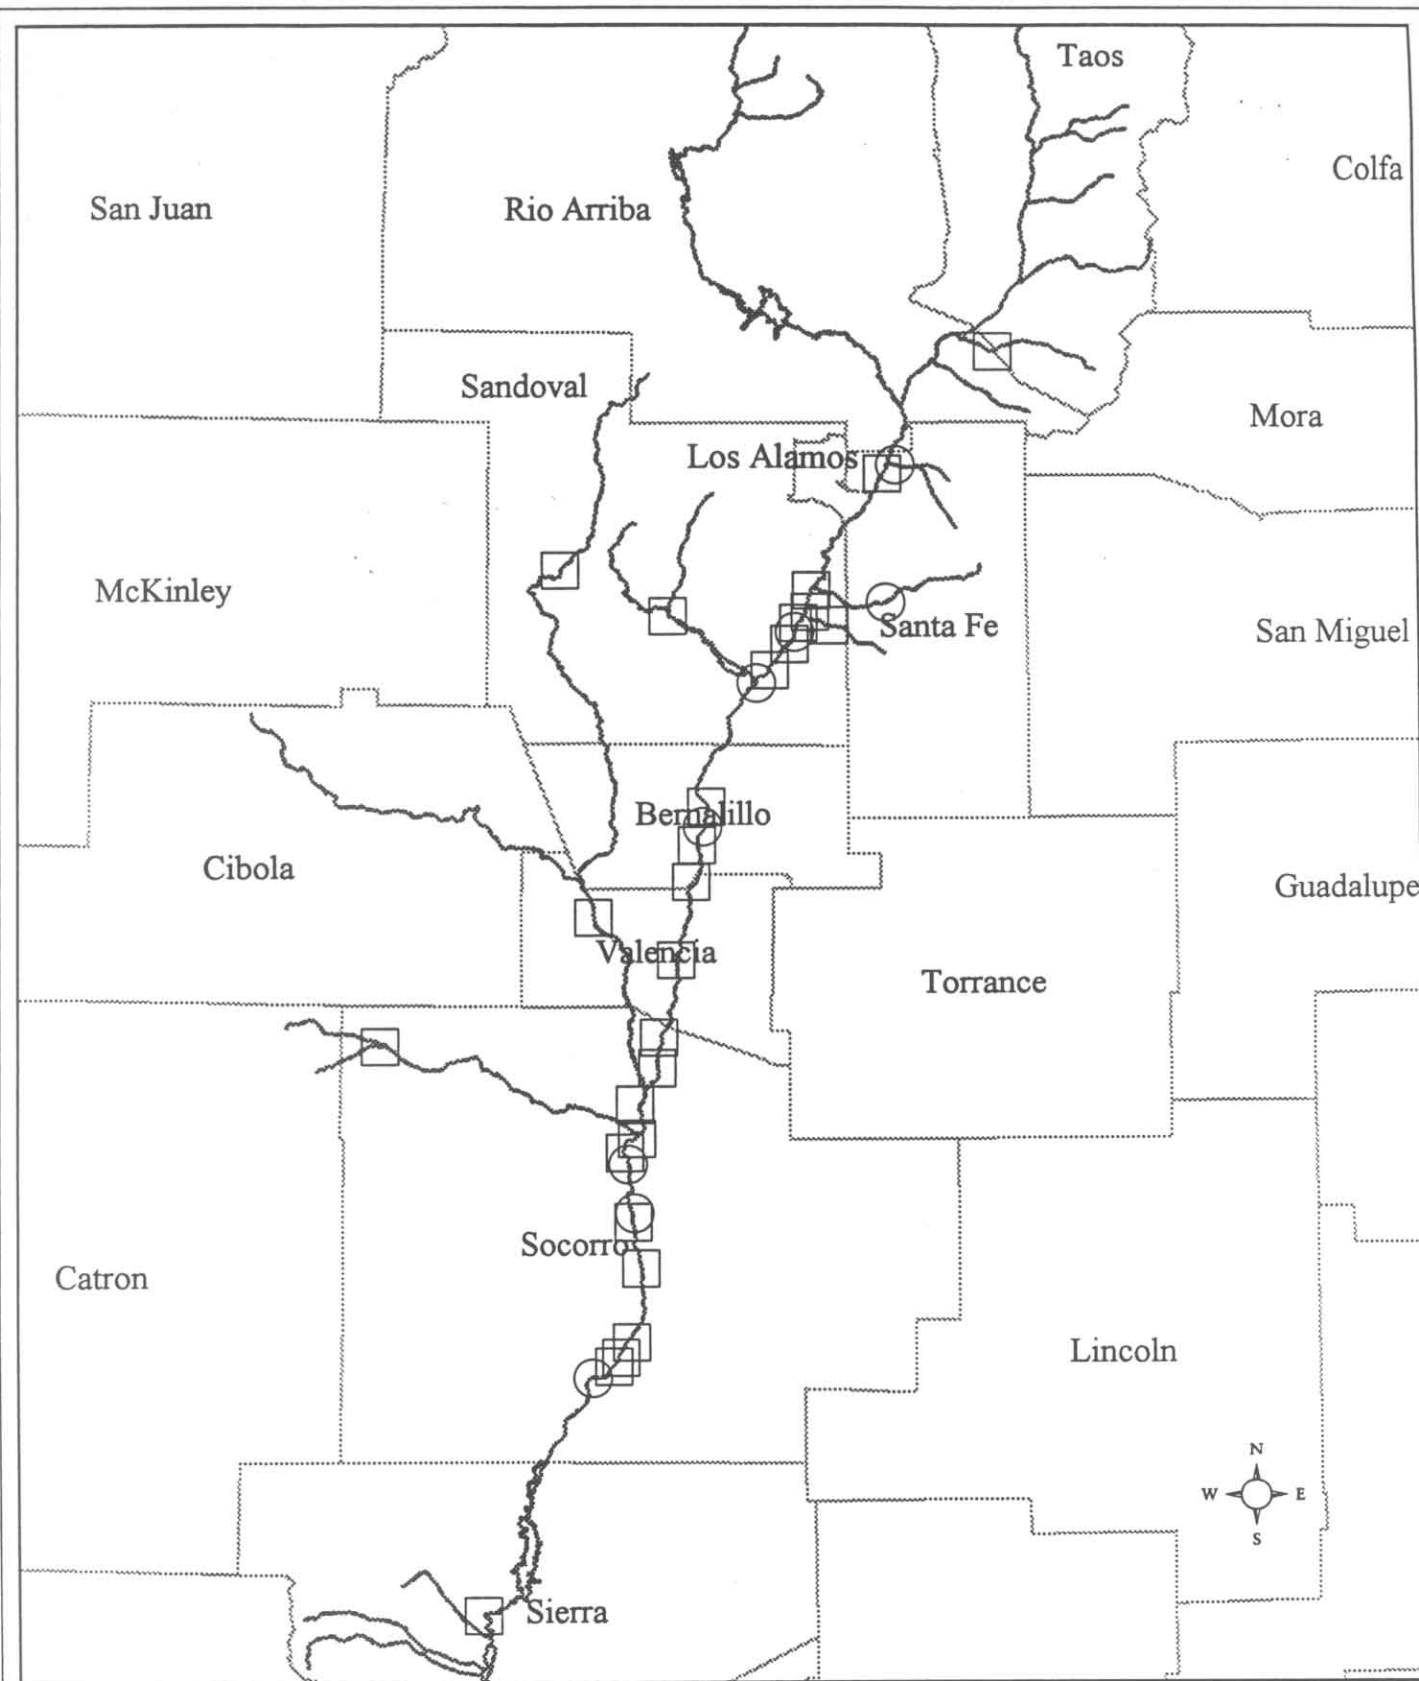 Taos
Colfa
San Juan
Rio Arriba
Sandoval
Mora
Los Alamos
McKinley
Santa Fe
San Miguel
Bernalillo
Cibola
Guadalupe
Valencia
Torrance
Socorro
Catron
Lincoln
N
W E
S
Sierra